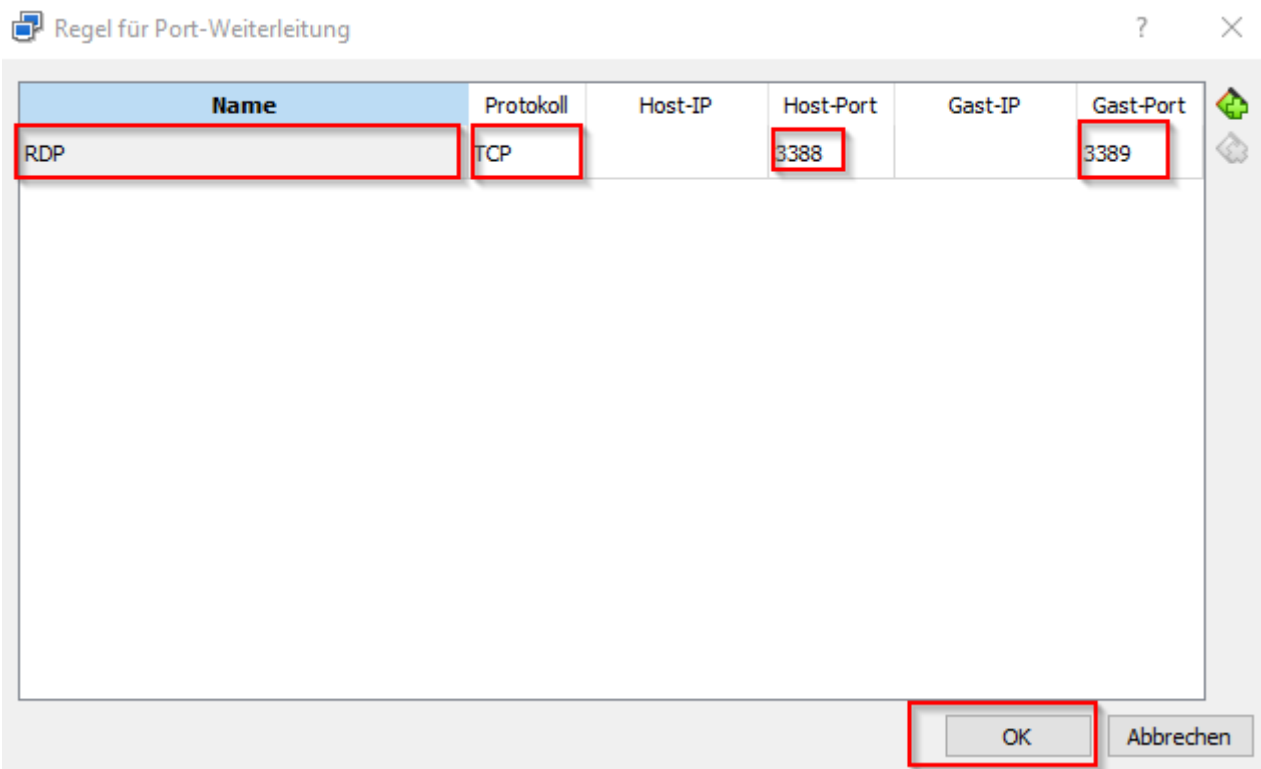 Regel für Port-Weiterleitung
Name Protokoll Host-IP Host-Port Gast-IP Gast-Port
RDP TCP 3388 3389
OK Abbrechen